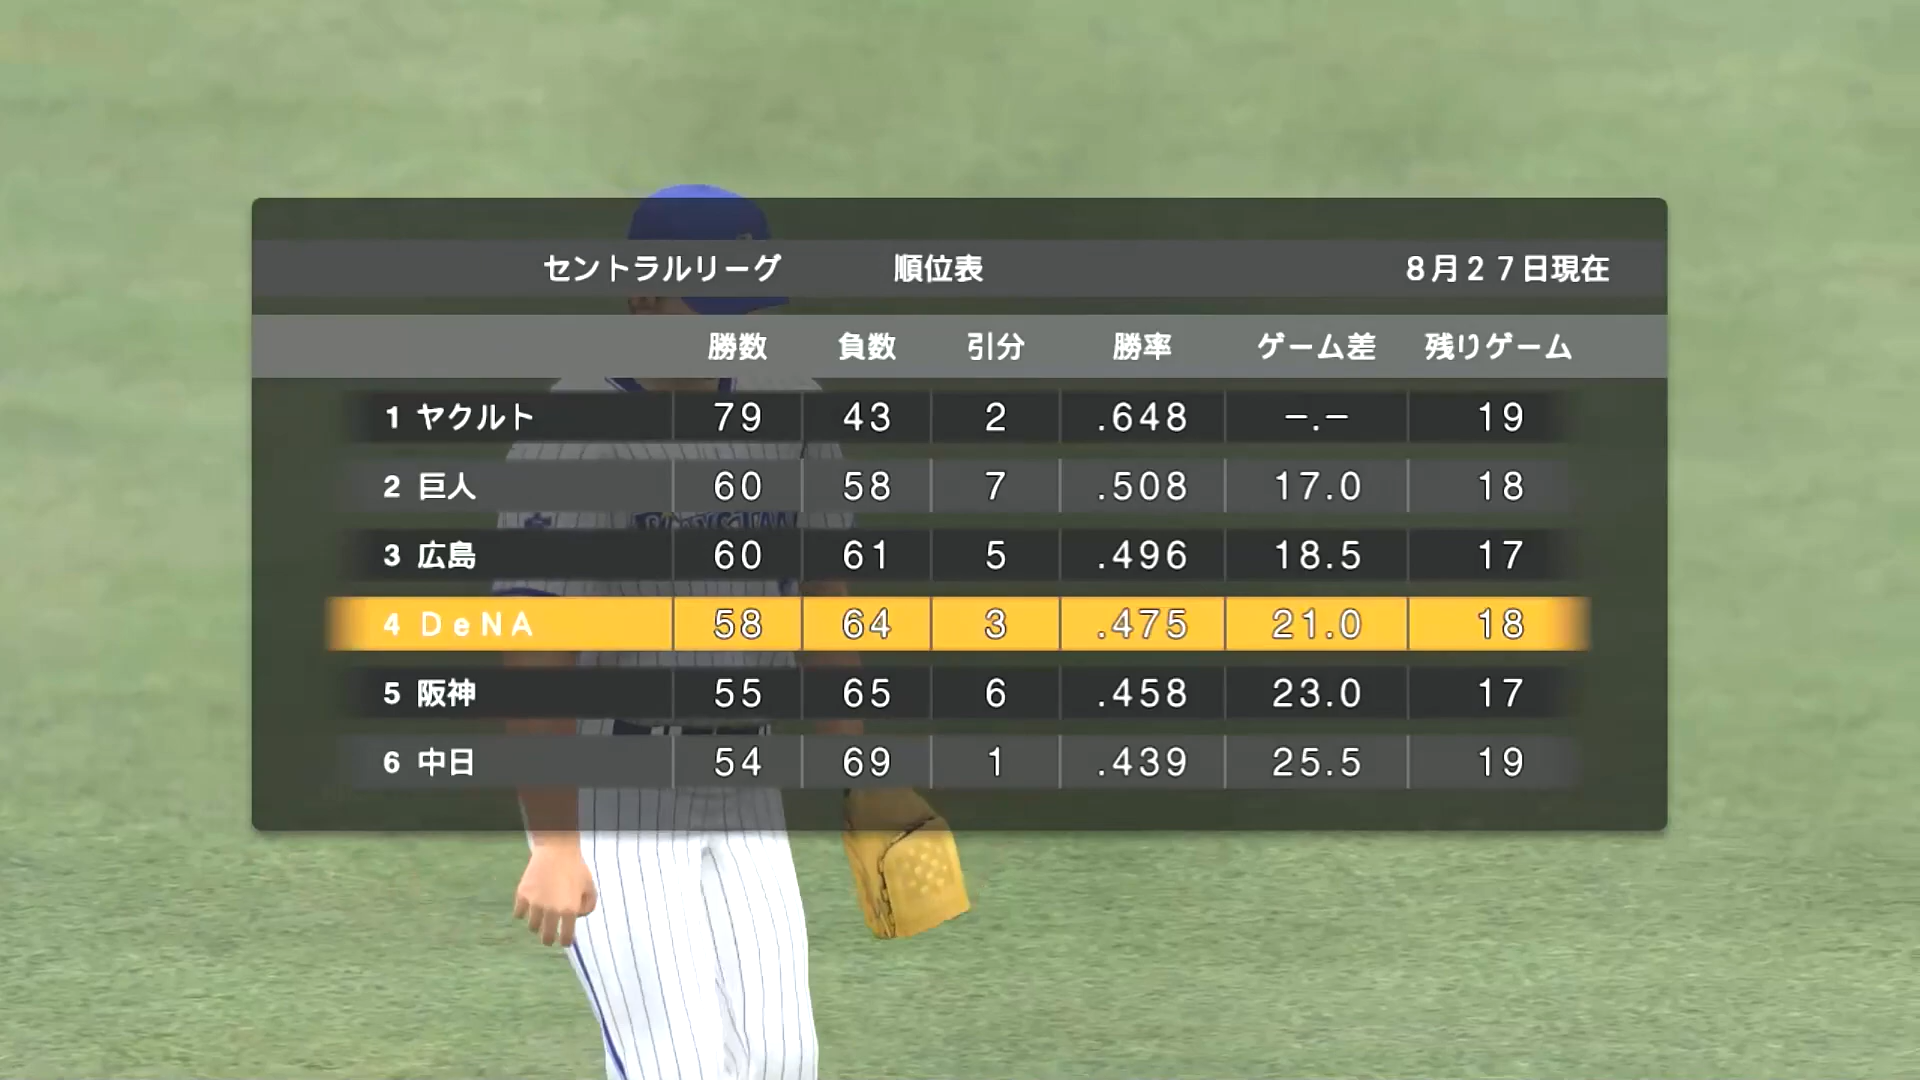 セントラルリーグ 順位表 8月27日現在
勝数 負数 引分 勝率 ゲーム差 残りゲーム
1 ヤクルト 79 43 2 .648 −.− 19
2 巨人 60 58 7 .508 17.0 18
3 広島 60 61 5 .496 18.5 17
4 DeNA 58 64 3 .475 21.0 18
5 阪神 55 65 6 .458 23.0 17
6 中日 54 69 1 .439 25.5 19